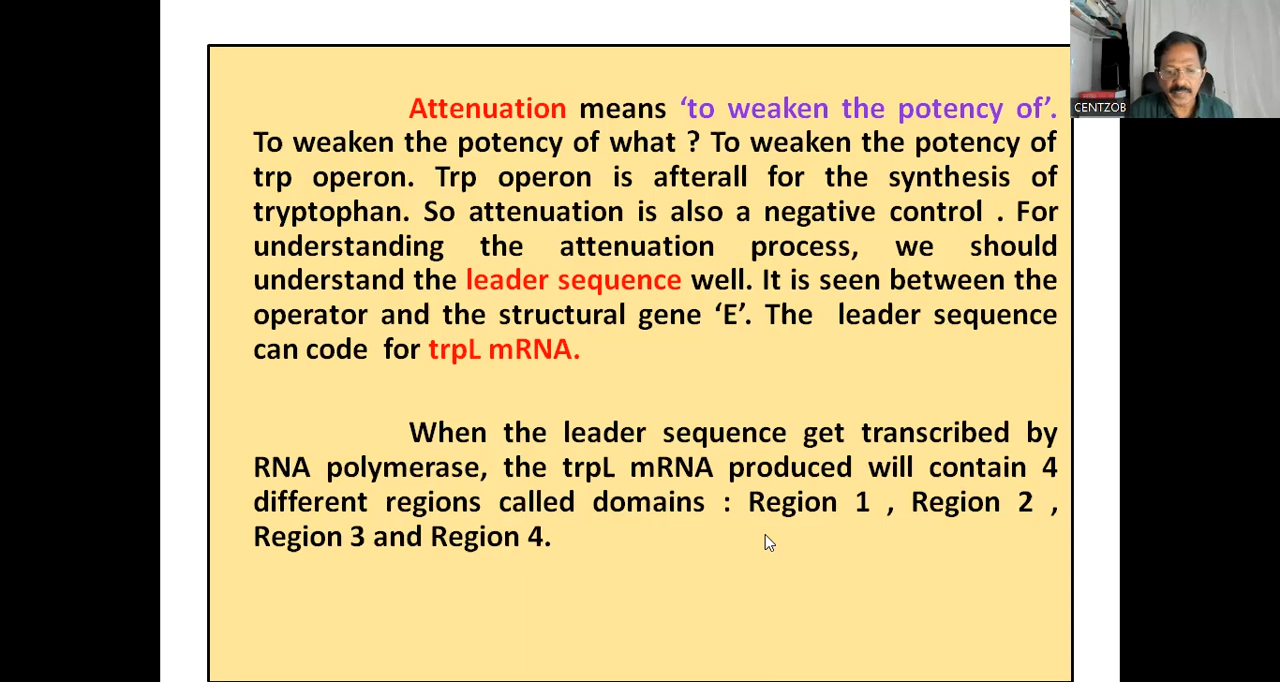 Attenuation means ‘to weaken the potency of’.
To weaken the potency of what ? To weaken the potency of
trp operon. Trp operon is afterall for the synthesis of
tryptophan. So attenuation is also a negative control . For
understanding the attenuation process, we should
understand the leader sequence well. It is seen between the
operator and the structural gene ‘E’. The leader sequence
can code for trpL mRNA.
When the leader sequence get transcribed by
RNA polymerase, the trpL mRNA produced will contain 4
different regions called domains : Region 1 , Region 2 ,
Region 3 and Region 4.
CENTZOB